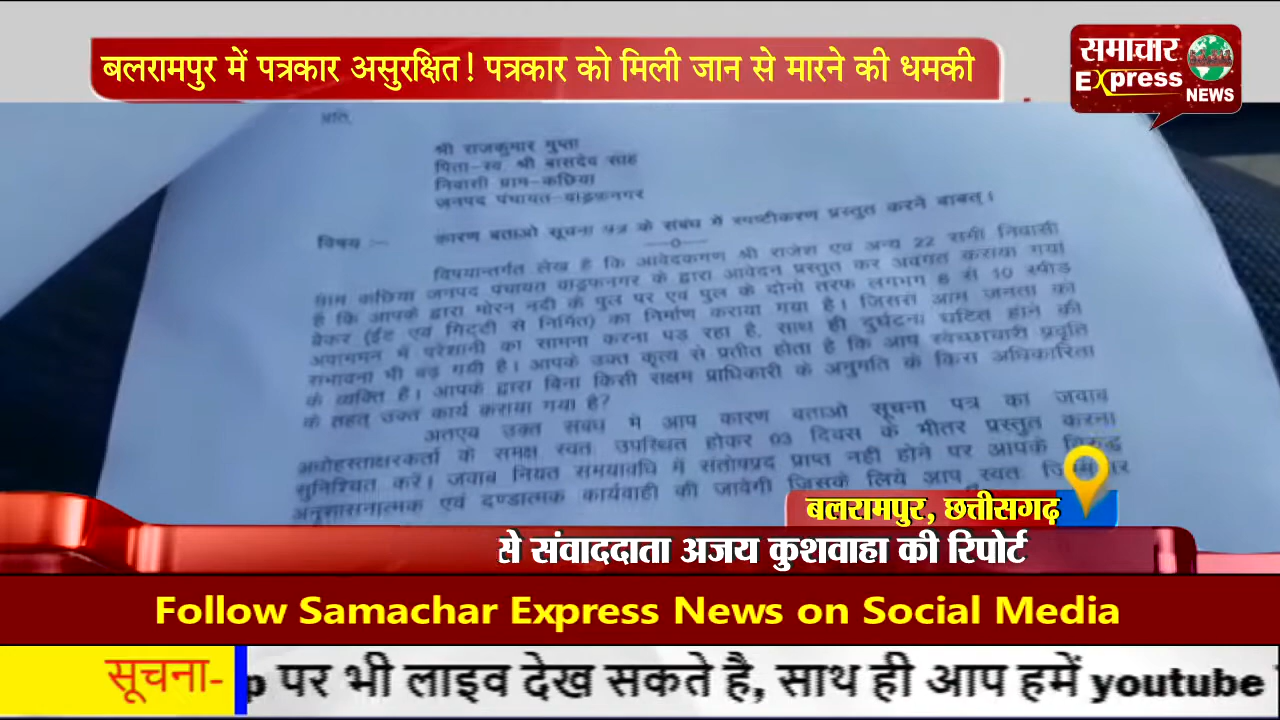 बलरामपुर में पत्रकार असुरक्षित! पत्रकार को मिली जान से मारने की धमकी
समाचार
Express
NEWS
प्रति,
श्री राजकुमार गुप्ता
पिता-स्व. श्री बासदेव साह
निवासी ग्राम-कछिया
जनपद पंचायत-वाड्रफनगर
विषय :- कारण बताओ सूचना पत्र के संबंध में स्पष्टीकरण प्रस्तुत करने बाबत्।
—0—
विषयान्तर्गत लेख है कि आवेदकगण श्री राजेश एवं अन्य 22 सभी निवासी
ग्राम कछिया जनपद पंचायत वाड्रफनगर के द्वारा आवेदन प्रस्तुत कर अवगत कराया गया
है कि आपके द्वारा मोरन नदी के पुल पर एवं पुल के दोनो तरफ लगभग 8 से 10 स्पीड
ब्रेकर (ईंट एवं मिट्टी से निर्मित) का निर्माण कराया गया है। जिससे आम जनता को
आवागमन में परेशानी का सामना करना पड़ रहा है, साथ ही दुर्घटना घटित होने की
संभावना भी बढ़ गयी है। आपके उक्त कृत्य से प्रतीत होता है कि आप स्वेच्छाचारी प्रवृति
के व्यक्ति है। आपके द्वारा बिना किसी सक्षम प्राधिकारी के अनुमति के किस अधिकारिता
के तहत् उक्त कार्य कराया गया है?
अतएव उक्त संबंध में आप कारण बताओ सूचना पत्र का जवाब
अधोहस्ताक्षरकर्ता के समक्ष स्वतः उपस्थित होकर 03 दिवस के भीतर प्रस्तुत करना
सुनिश्चित करें। जवाब नियत समयावधि में संतोषप्रद प्राप्त नही होने पर आपके विरुद्ध
अनुशासनात्मक एवं दण्डात्मक कार्यवाही की जावेगी जिसके लिये आप स्वतः
बलरामपुर, छत्तीसगढ़
से संवाददाता अजय कुशवाहा की रिपोर्ट
Follow Samachar Express News on Social Media
सूचना- p पर भी लाइव देख सकते है, साथ ही आप हमें youtube